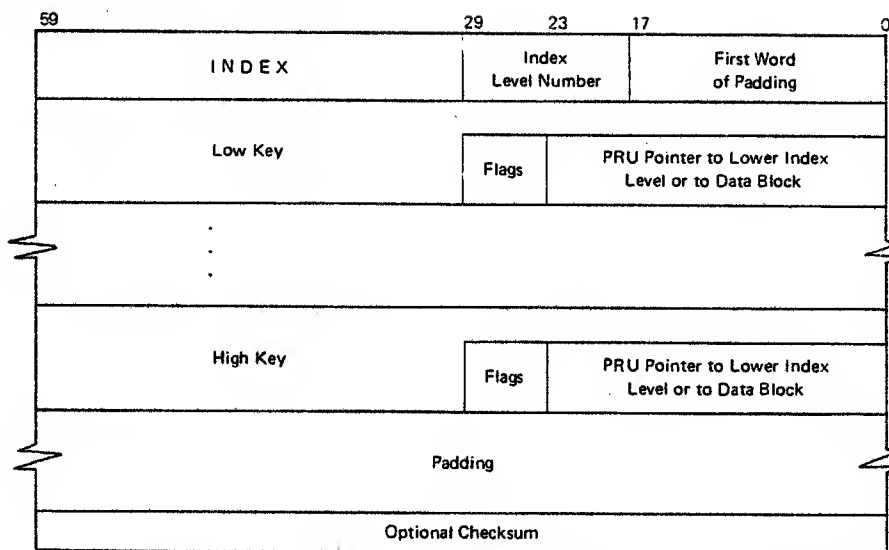 59 29 23 17 0
I N D E X
Index
Level Number
First Word
of Padding
Low Key
Flags
PRU Pointer to Lower Index
Level or to Data Block
.
.
.
High Key
Flags
PRU Pointer to Lower Index
Level or to Data Block
Padding
Optional Checksum